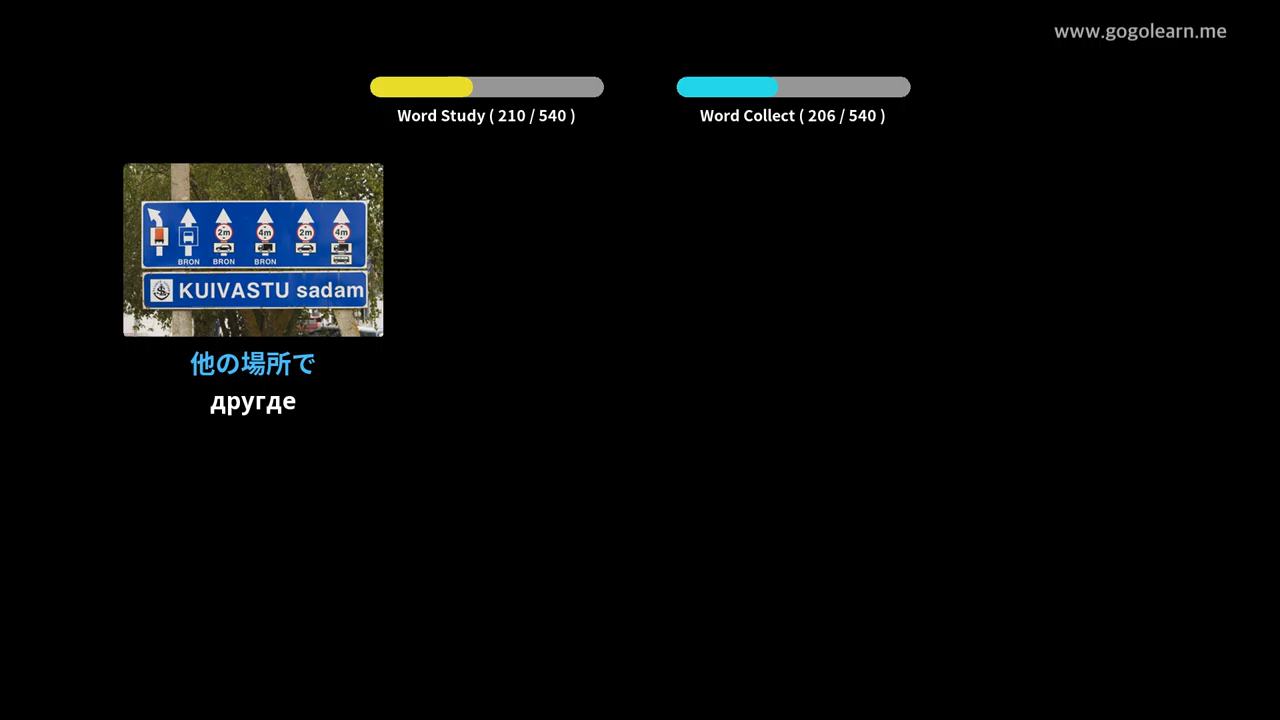 www.gogolearn.me
Word Study ( 210 / 540 )
Word Collect ( 206 / 540 )
2m 4m 2m 4m
BRON BRON BRON
KUIVASTU sadam
他の場所で
другде